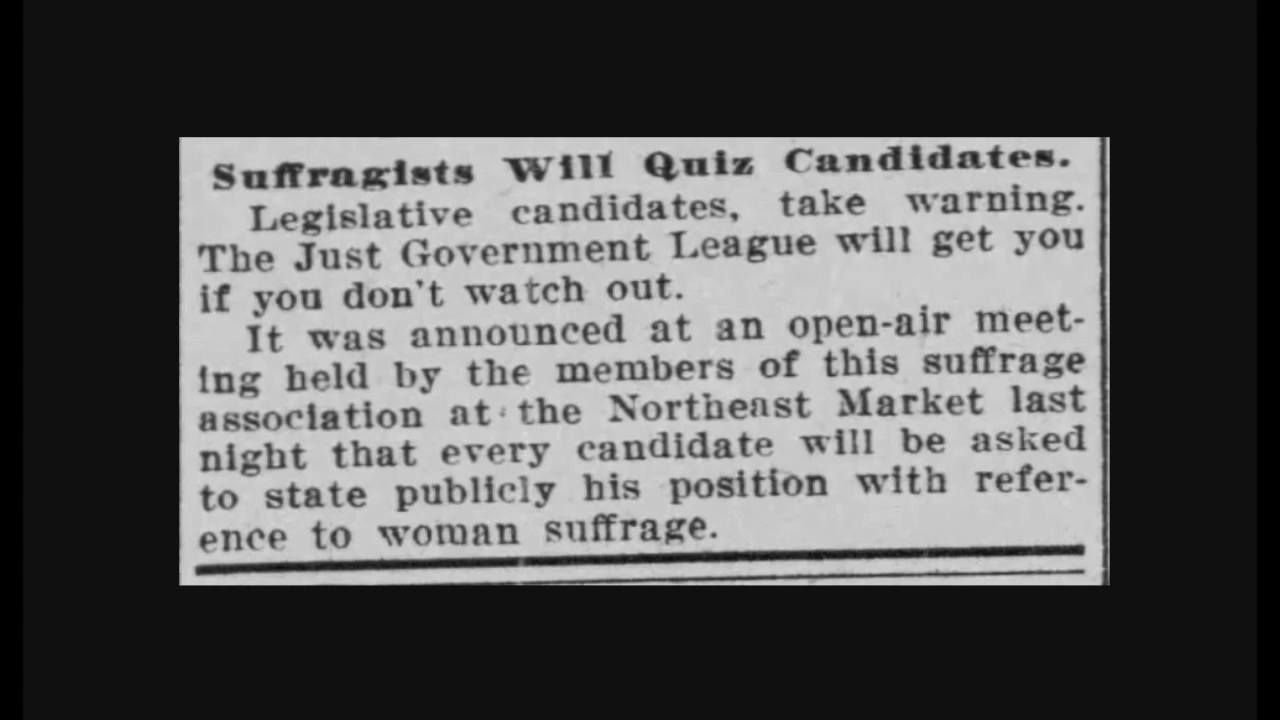 Suffragists Will Quiz Candidates.
Legislative candidates, take warning.
The Just Government League will get you
if you don't watch out.
It was announced at an open-air meet-
ing held by the members of this suffrage
association at the Northeast Market last
night that every candidate will be asked
to state publicly his position with refer-
ence to woman suffrage.